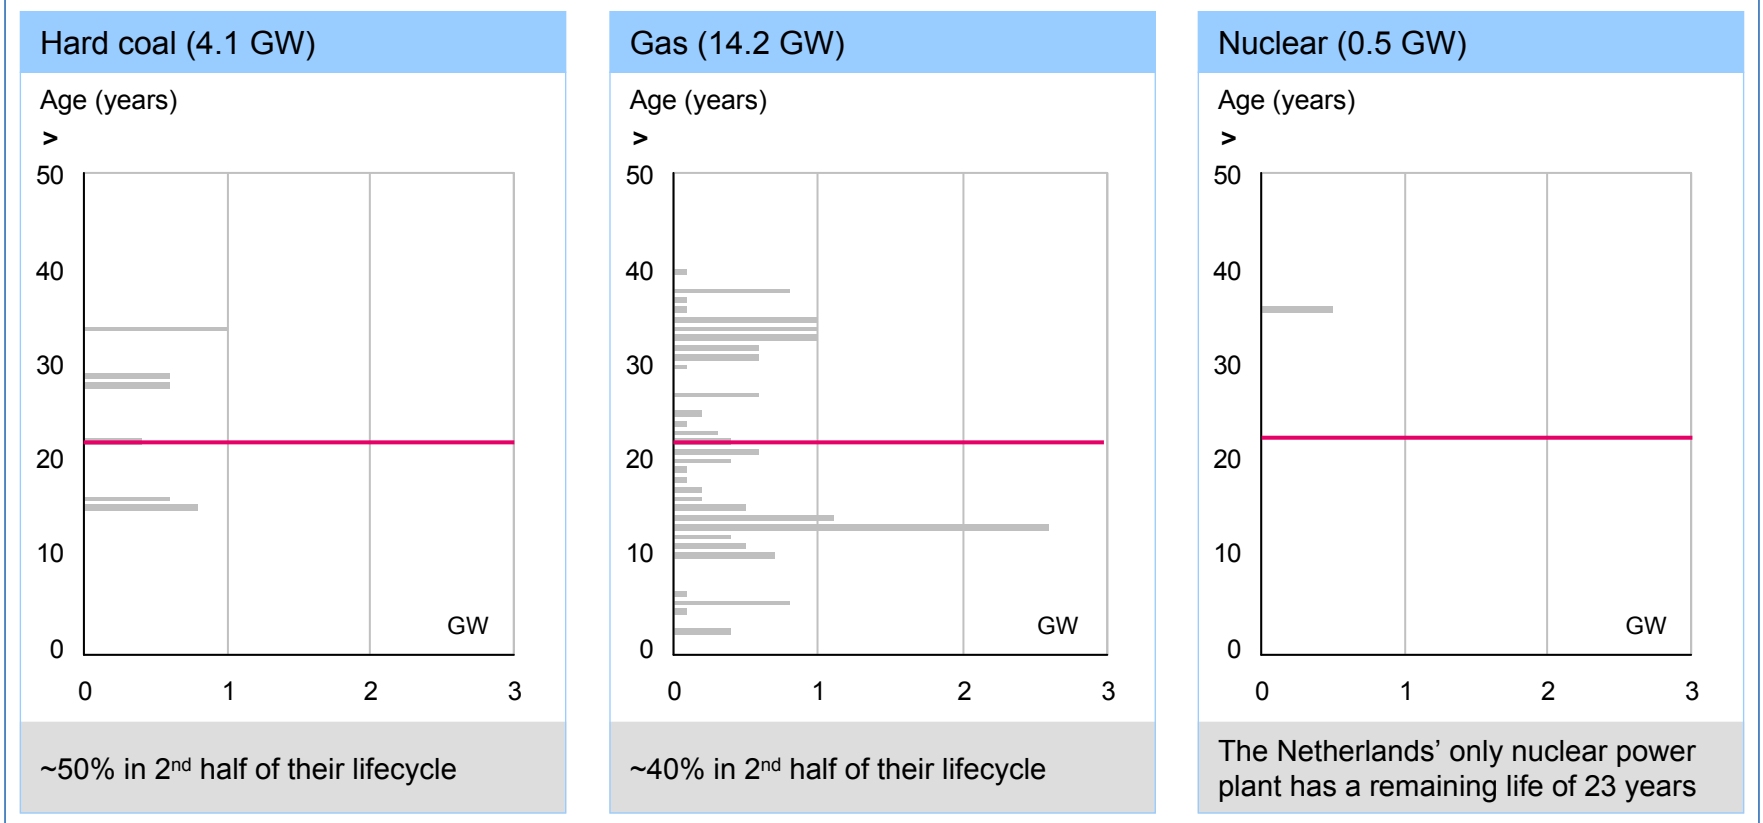 Hard coal (4.1 GW)
Age (years)
>
50
40
30
20
10
0
GW
0 1 2 3
~50% in 2nd half of their lifecycle
Gas (14.2 GW)
Age (years)
>
50
40
30
20
10
0
GW
0 1 2 3
~40% in 2nd half of their lifecycle
Nuclear (0.5 GW)
Age (years)
>
50
40
30
20
10
0
GW
0 1 2 3
The Netherlands’ only nuclear power
plant has a remaining life of 23 years